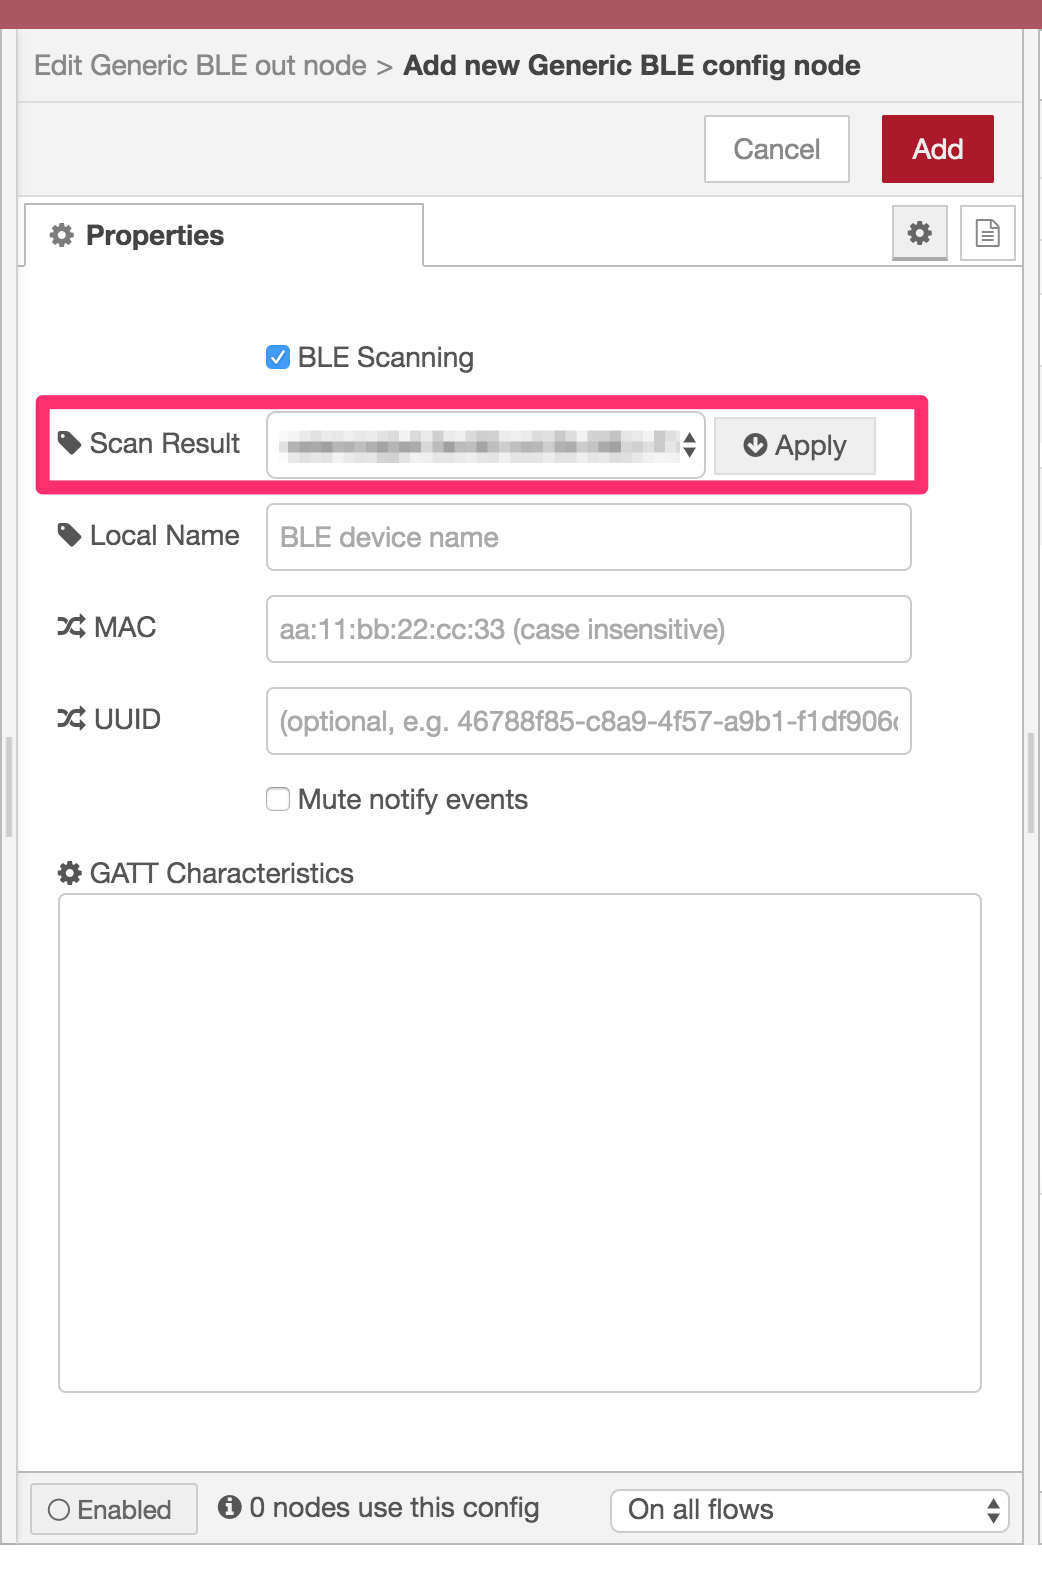 Edit Generic BLE out node > Add new Generic BLE config node
Cancel
Add
Properties
BLE Scanning
Scan Result
Apply
Local Name
BLE device name
MAC
aa:11:bb:22:cc:33 (case insensitive)
UUID
(optional, e.g. 46788f85-c8a9-4f57-a9b1-f1df906
Mute notify events
GATT Characteristics
Enabled
0 nodes use this config
On all flows